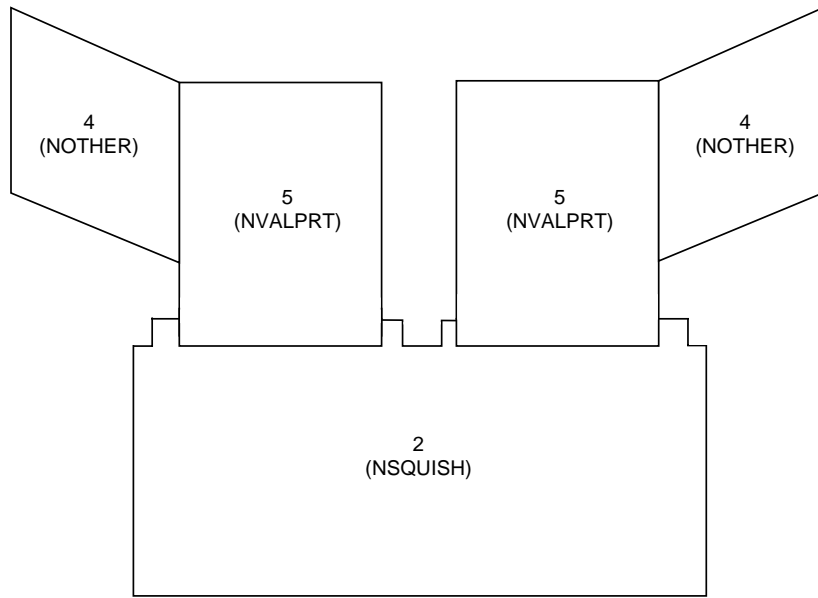 4
(NOTHER)
4
(NOTHER)
5
(NVALPRT)
5
(NVALPRT)
2
(NSQUISH)